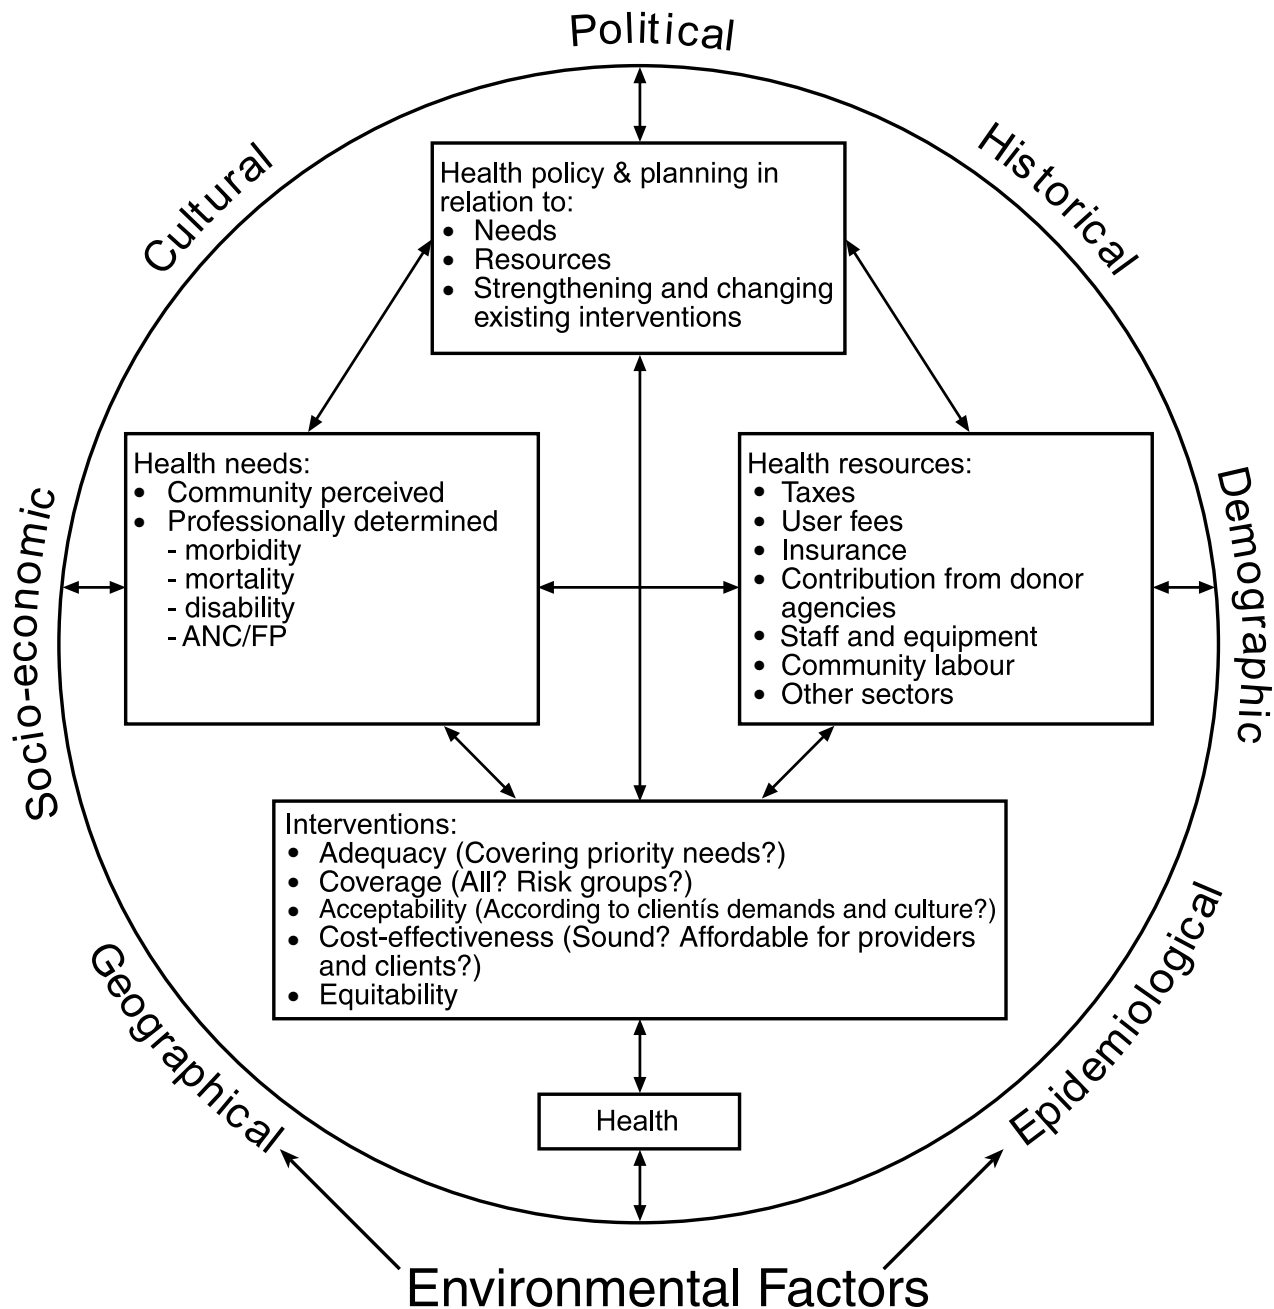 Political
Cultural
Historical
Health policy & planning in
relation to:
• Needs
• Resources
• Strengthening and changing
existing interventions
Socio-economic
Health needs:
• Community perceived
• Professionally determined
- morbidity
- mortality
- disability
- ANC/FP
Health resources:
• Taxes
• User fees
• Insurance
• Contribution from donor
agencies
• Staff and equipment
• Community labour
• Other sectors
Demographic
Interventions:
• Adequacy (Covering priority needs?)
• Coverage (All? Risk groups?)
• Acceptability (According to clientís demands and culture?)
• Cost-effectiveness (Sound? Affordable for providers
and clients?)
• Equitability
Geographical
Epidemiological
Health
Environmental Factors